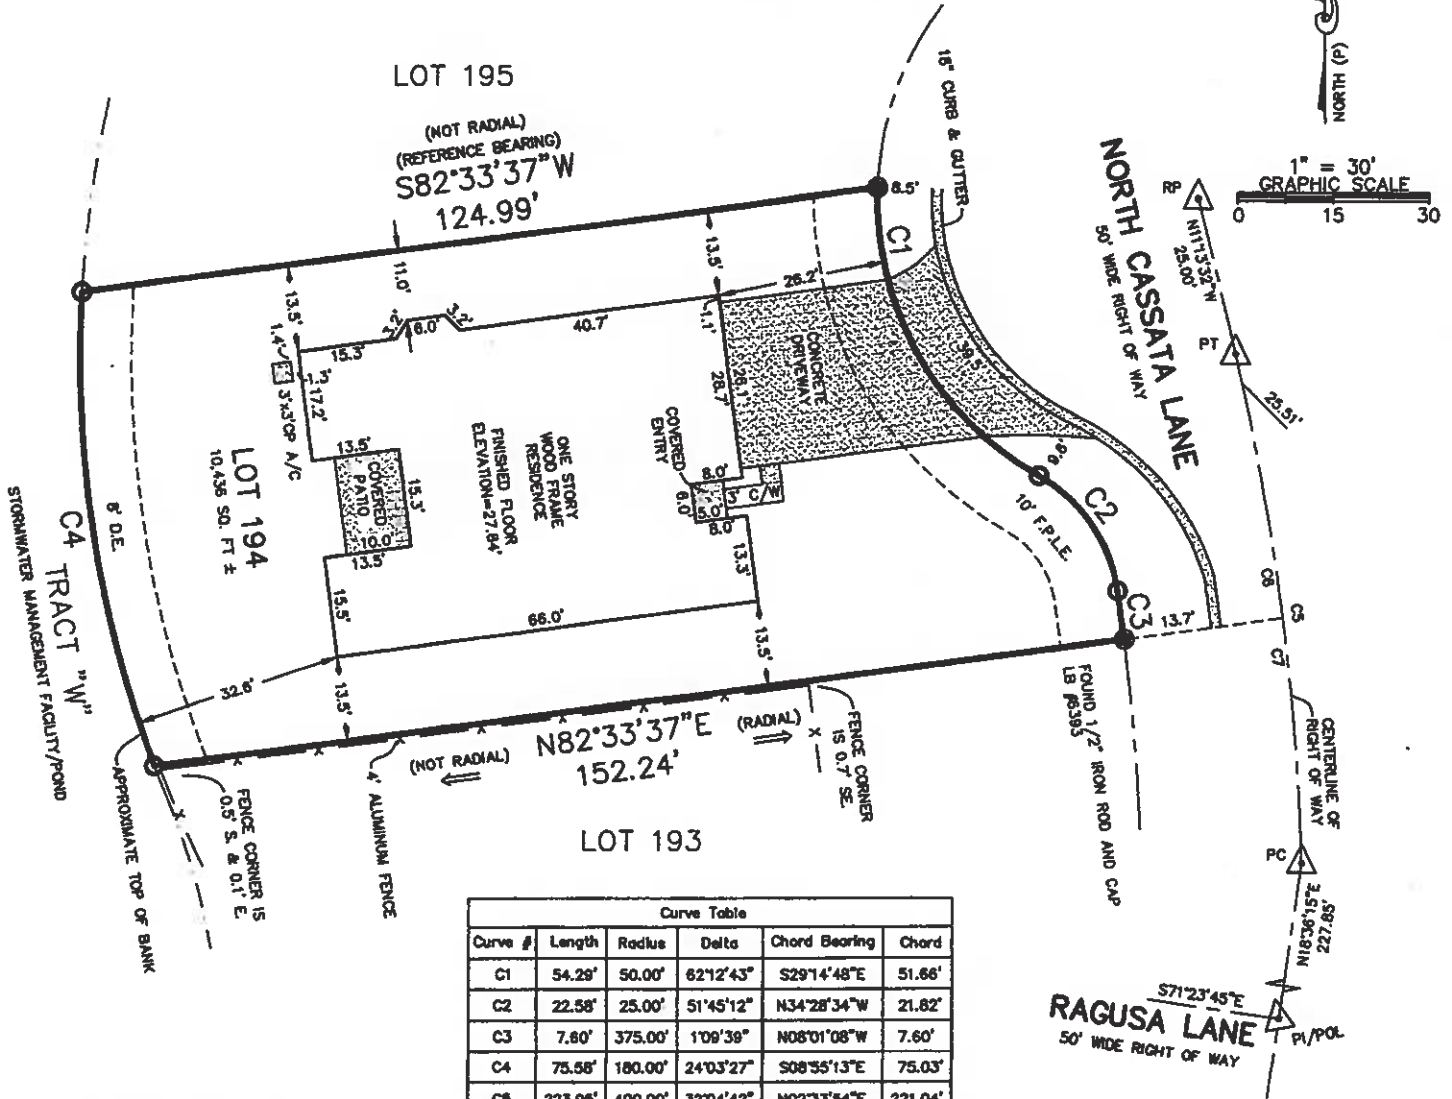 LOT 195
(NOT RADIAL)
(REFERENCE BEARING)
S82°33'37"W
124.99'
18" CURB & GUTTER
NORTH (P)
1" = 30'
GRAPHIC SCALE
0 15 30
RP
N11°13'32"W
25.00'
PT
25.51'
NORTH CASSATA LANE
50' WIDE RIGHT OF WAY
8.5'
C1
13.5'
26.2'
11.0'
13.5'
3.2'
6.0'
3.2'
40.7'
15.3'
1.1'
CONCRETE
DRIVEWAY
39.5'
26.1'
28.7'
1.4'
3'x3'CP A/C
17.2'
COVERED
ENTRY
8.0'
6.0'
5.0'
8.0'
3' C/W
9.8'
C2
10' F.P.L.E.
C3
13.7'
C6
C5
C7
ONE STORY
WOOD FRAME
RESIDENCE
FINISHED FLOOR
ELEVATION=27.84'
13.5'
COVERED
PATIO
15.3'
10.0'
13.5'
LOT 194
10,436 SQ. FT ±
13.3'
15.5'
66.0'
13.5'
13.5'
32.6'
C4
TRACT "W"
STORMWATER MANAGEMENT FACILITY/POND
APPROXIMATE TOP OF BANK
FENCE CORNER IS
0.5' S. & 0.1' E.
4' ALUMINUM FENCE
(NOT RADIAL)
N82°33'37"E
152.24'
(RADIAL)
FENCE CORNER
IS 0.7' SE.
FOUND 1/2" IRON ROD AND CAP
LB #6393
CENTERLINE OF
RIGHT OF WAY
PC
N18°36'15"E
227.85'
S71°23'45"E
RAGUSA LANE
50' WIDE RIGHT OF WAY
PI/POL
LOT 193
Curve Table
Curve # Length Radius Delta Chord Bearing Chord
C1 54.29' 50.00' 62°12'43" S29°14'48"E 51.66'
C2 22.58' 25.00' 51°45'12" N34°28'34"W 21.82'
C3 7.60' 375.00' 1°09'39" N08°01'08"W 7.60'
C4 75.58' 180.00' 24°03'27" S08°55'13"E 75.03'